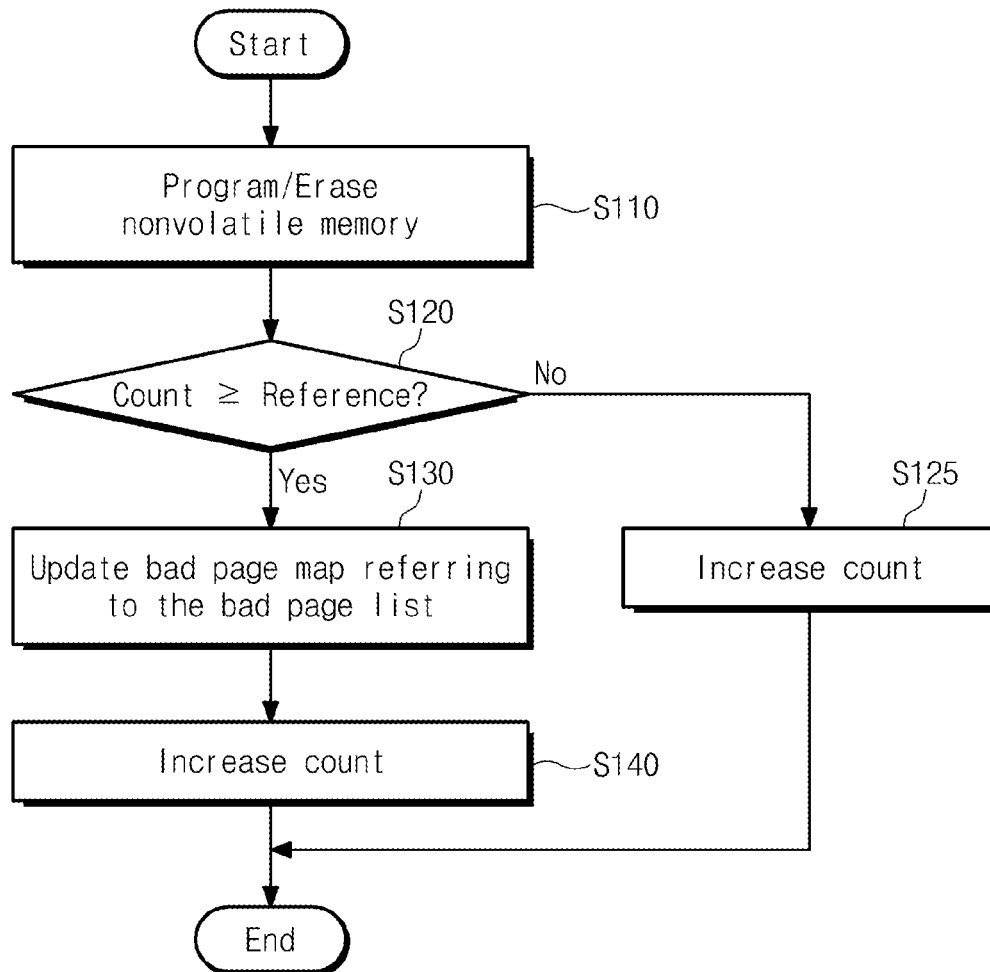 Start
Program/Erase
nonvolatile memory
S110
S120
Count ≧ Reference?
No
Yes
S130
S125
Update bad page map referring
to the bad page list
Increase count
Increase count
S140
End